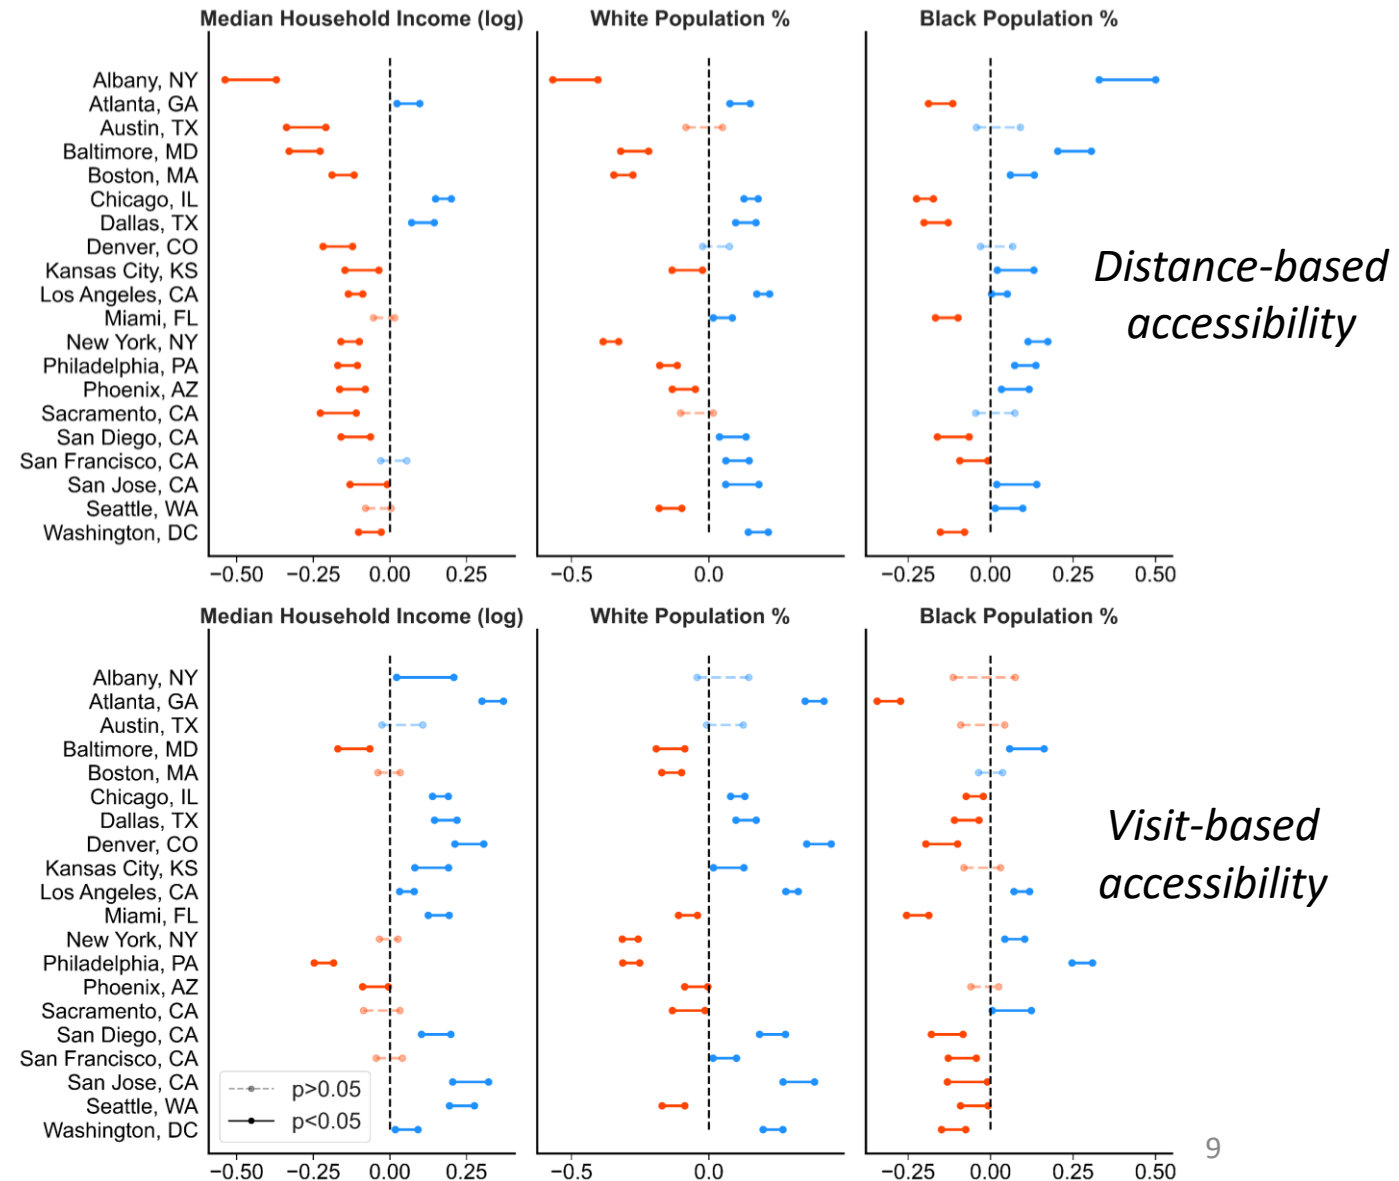 Median Household Income (log)
White Population %
Black Population %
Albany, NY
Atlanta, GA
Austin, TX
Baltimore, MD
Boston, MA
Chicago, IL
Dallas, TX
Denver, CO
Kansas City, KS
Los Angeles, CA
Miami, FL
New York, NY
Philadelphia, PA
Phoenix, AZ
Sacramento, CA
San Diego, CA
San Francisco, CA
San Jose, CA
Seattle, WA
Washington, DC
−0.50 −0.25 0.00 0.25
−0.5 0.0
−0.25 0.00 0.25 0.50
Distance-based
accessibility
Median Household Income (log)
White Population %
Black Population %
Albany, NY
Atlanta, GA
Austin, TX
Baltimore, MD
Boston, MA
Chicago, IL
Dallas, TX
Denver, CO
Kansas City, KS
Los Angeles, CA
Miami, FL
New York, NY
Philadelphia, PA
Phoenix, AZ
Sacramento, CA
San Diego, CA
San Francisco, CA
San Jose, CA
Seattle, WA
Washington, DC
p>0.05
p<0.05
−0.50 −0.25 0.00 0.25
−0.5 0.0
−0.25 0.00 0.25 0.50
Visit-based
accessibility
9